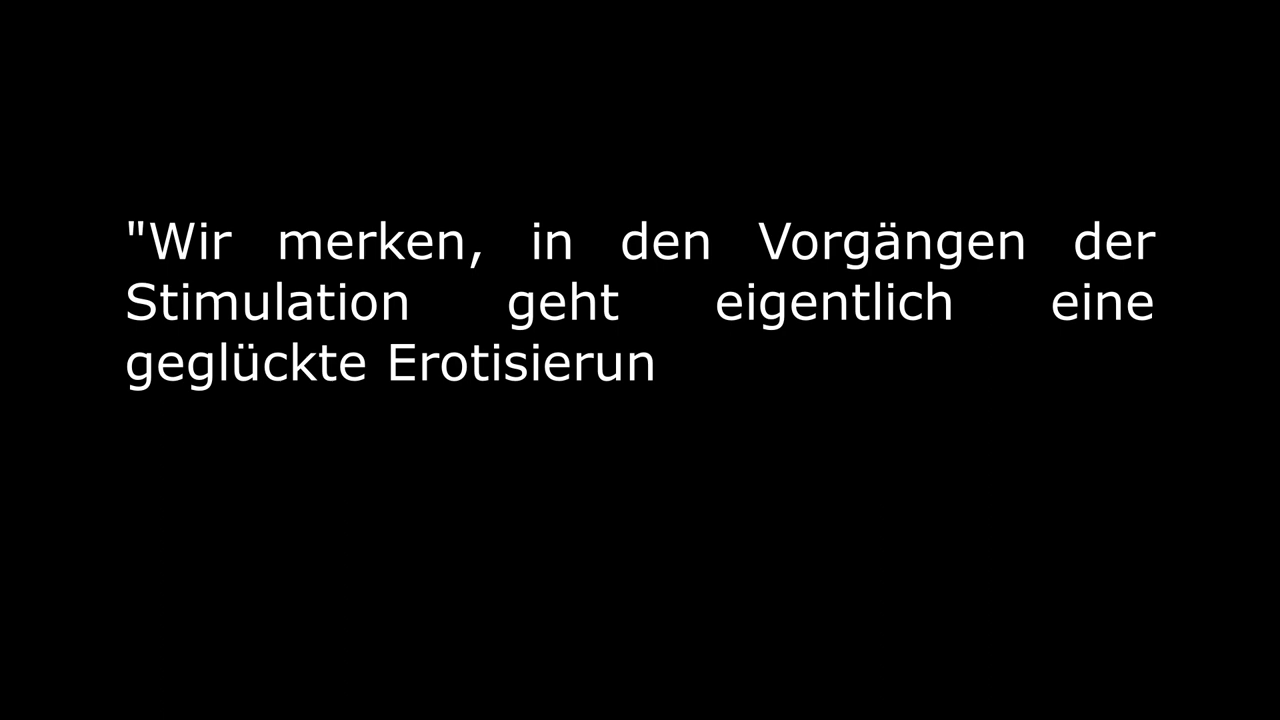 "Wir merken, in den Vorgängen der
Stimulation geht eigentlich eine
geglückte Erotisierun